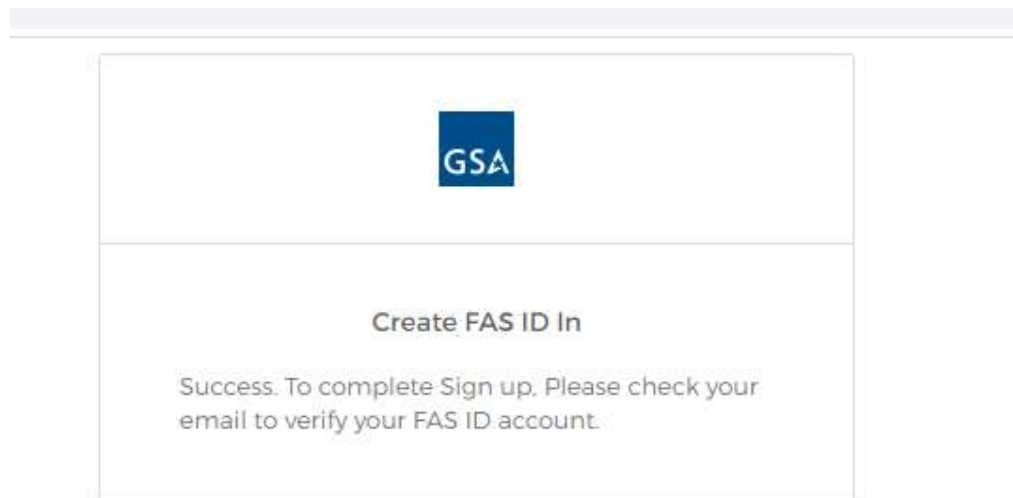 GSA
Create FAS ID In
Success. To complete Sign up, Please check your
email to verify your FAS ID account.